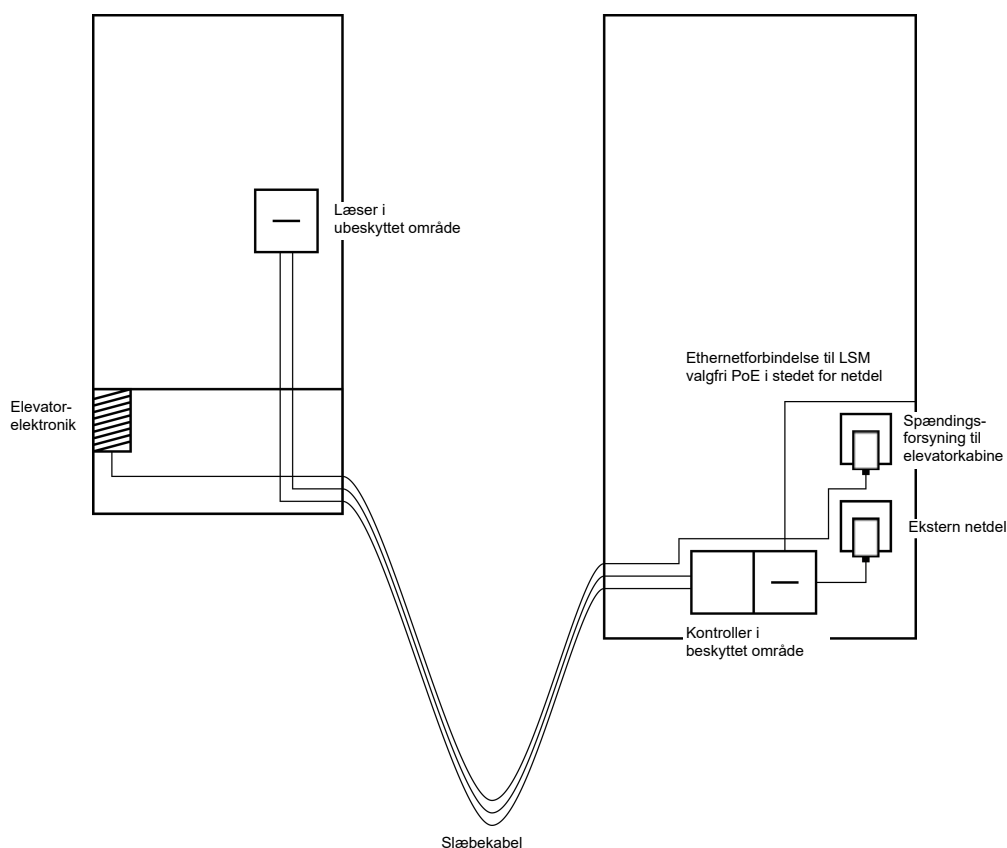 Læser i
ubeskyttet område
Ethernetforbindelse til LSM
valgfri PoE i stedet for netdel
Elevator-
elektronik
Spændings-
forsyning til
elevatorkabine
Ekstern netdel
Kontroller i
beskyttet område
Slæbekabel